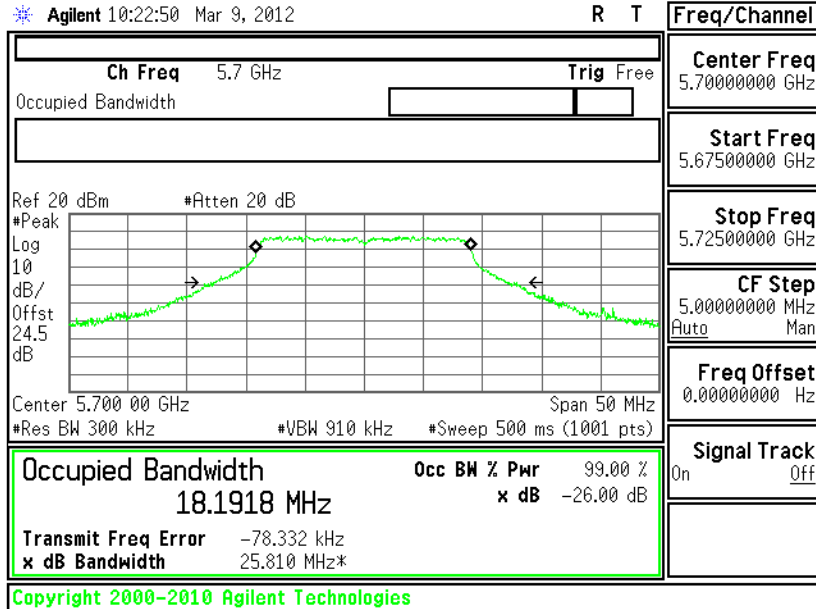 Agilent 10:22:50 Mar 9, 2012 R T
Ch Freq 5.7 GHz Trig Free
Occupied Bandwidth
Ref 20 dBm #Atten 20 dB
#Peak
Log
10
dB/
Offst
24.5
dB
Center 5.700 00 GHz Span 50 MHz
#Res BW 300 kHz #VBW 910 kHz #Sweep 500 ms (1001 pts)
Occupied Bandwidth Occ BW % Pwr 99.00 %
18.1918 MHz x dB -26.00 dB
Transmit Freq Error -78.332 kHz
x dB Bandwidth 25.810 MHz*
Copyright 2000-2010 Agilent Technologies
Freq/Channel
Center Freq
5.70000000 GHz
Start Freq
5.67500000 GHz
Stop Freq
5.72500000 GHz
CF Step
5.00000000 MHz
Auto Man
Freq Offset
0.00000000 Hz
Signal Track
On Off